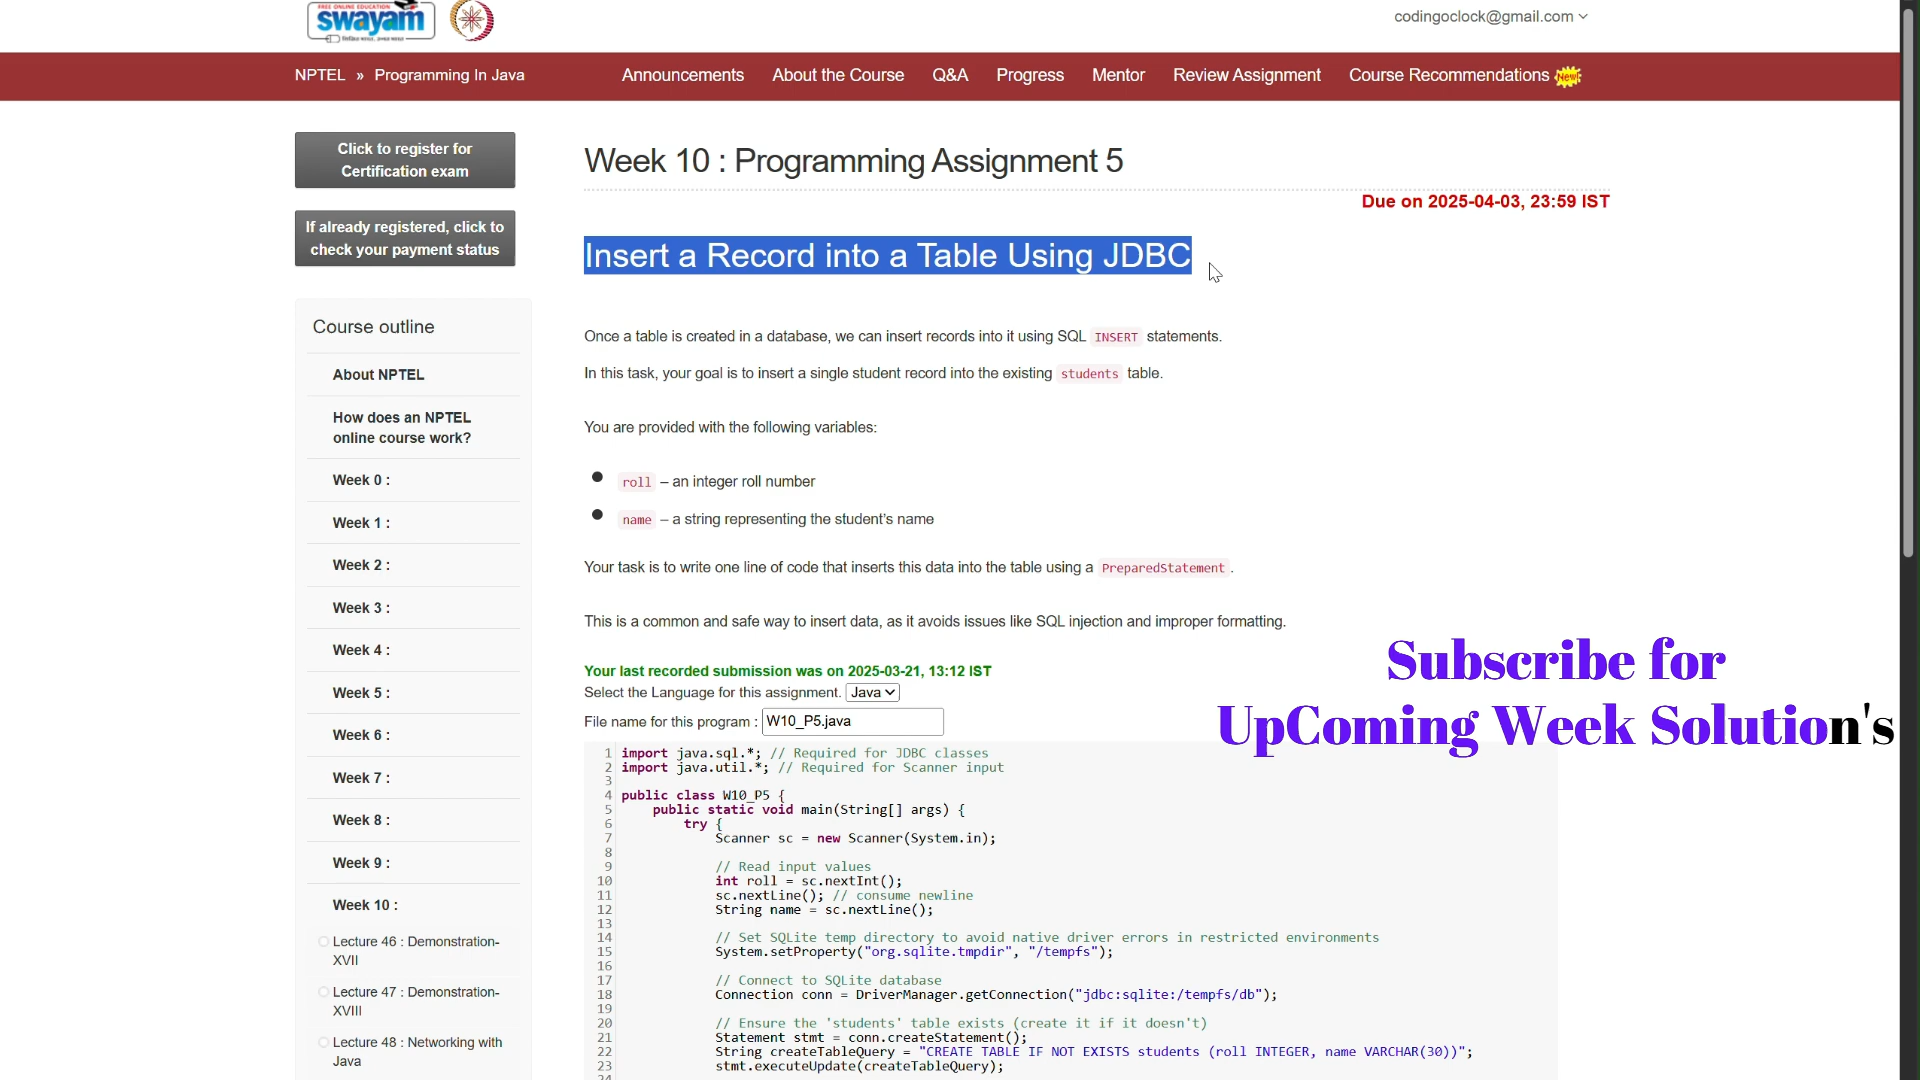 FREE ONLINE EDUCATION
swayam
codingoclock@gmail.com
NPTEL » Programming In Java
Announcements
About the Course
Q&A
Progress
Mentor
Review Assignment
Course Recommendations
New!
Click to register for
Certification exam
If already registered, click to
check your payment status
Course outline
About NPTEL
How does an NPTEL
online course work?
Week 0 :
Week 1 :
Week 2 :
Week 3 :
Week 4 :
Week 5 :
Week 6 :
Week 7 :
Week 8 :
Week 9 :
Week 10 :
Lecture 46 : Demonstration-
XVII
Lecture 47 : Demonstration-
XVIII
Lecture 48 : Networking with
Java
Week 10 : Programming Assignment 5
Due on 2025-04-03, 23:59 IST
Insert a Record into a Table Using JDBC
Once a table is created in a database, we can insert records into it using SQL INSERT statements.
In this task, your goal is to insert a single student record into the existing students table.
You are provided with the following variables:
roll – an integer roll number
name – a string representing the student's name
Your task is to write one line of code that inserts this data into the table using a PreparedStatement .
This is a common and safe way to insert data, as it avoids issues like SQL injection and improper formatting.
Your last recorded submission was on 2025-03-21, 13:12 IST
Select the Language for this assignment. Java
File name for this program : W10_P5.java
Subscribe for
UpComing Week Solution's
1 import java.sql.*; // Required for JDBC classes
2 import java.util.*; // Required for Scanner input
3
4 public class W10_P5 {
5 public static void main(String[] args) {
6 try {
7 Scanner sc = new Scanner(System.in);
8
9 // Read input values
10 int roll = sc.nextInt();
11 sc.nextLine(); // consume newline
12 String name = sc.nextLine();
13
14 // Set SQLite temp directory to avoid native driver errors in restricted environments
15 System.setProperty("org.sqlite.tmpdir", "/tempfs");
16
17 // Connect to SQLite database
18 Connection conn = DriverManager.getConnection("jdbc:sqlite:/tempfs/db");
19
20 // Ensure the 'students' table exists (create it if it doesn't)
21 Statement stmt = conn.createStatement();
22 String createTableQuery = "CREATE TABLE IF NOT EXISTS students (roll INTEGER, name VARCHAR(30))";
23 stmt.executeUpdate(createTableQuery);
24